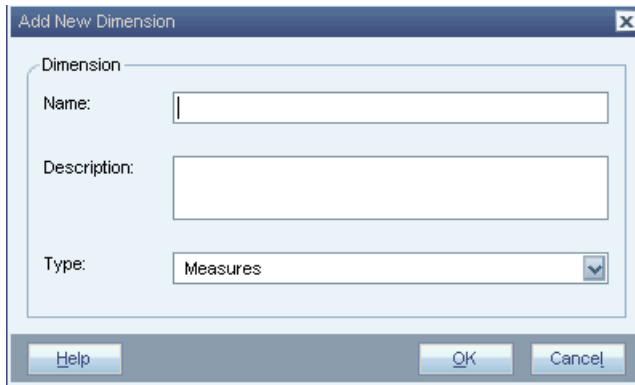 Add New Dimension
Dimension
Name:
Description:
Type:
Measures
Help
OK
Cancel